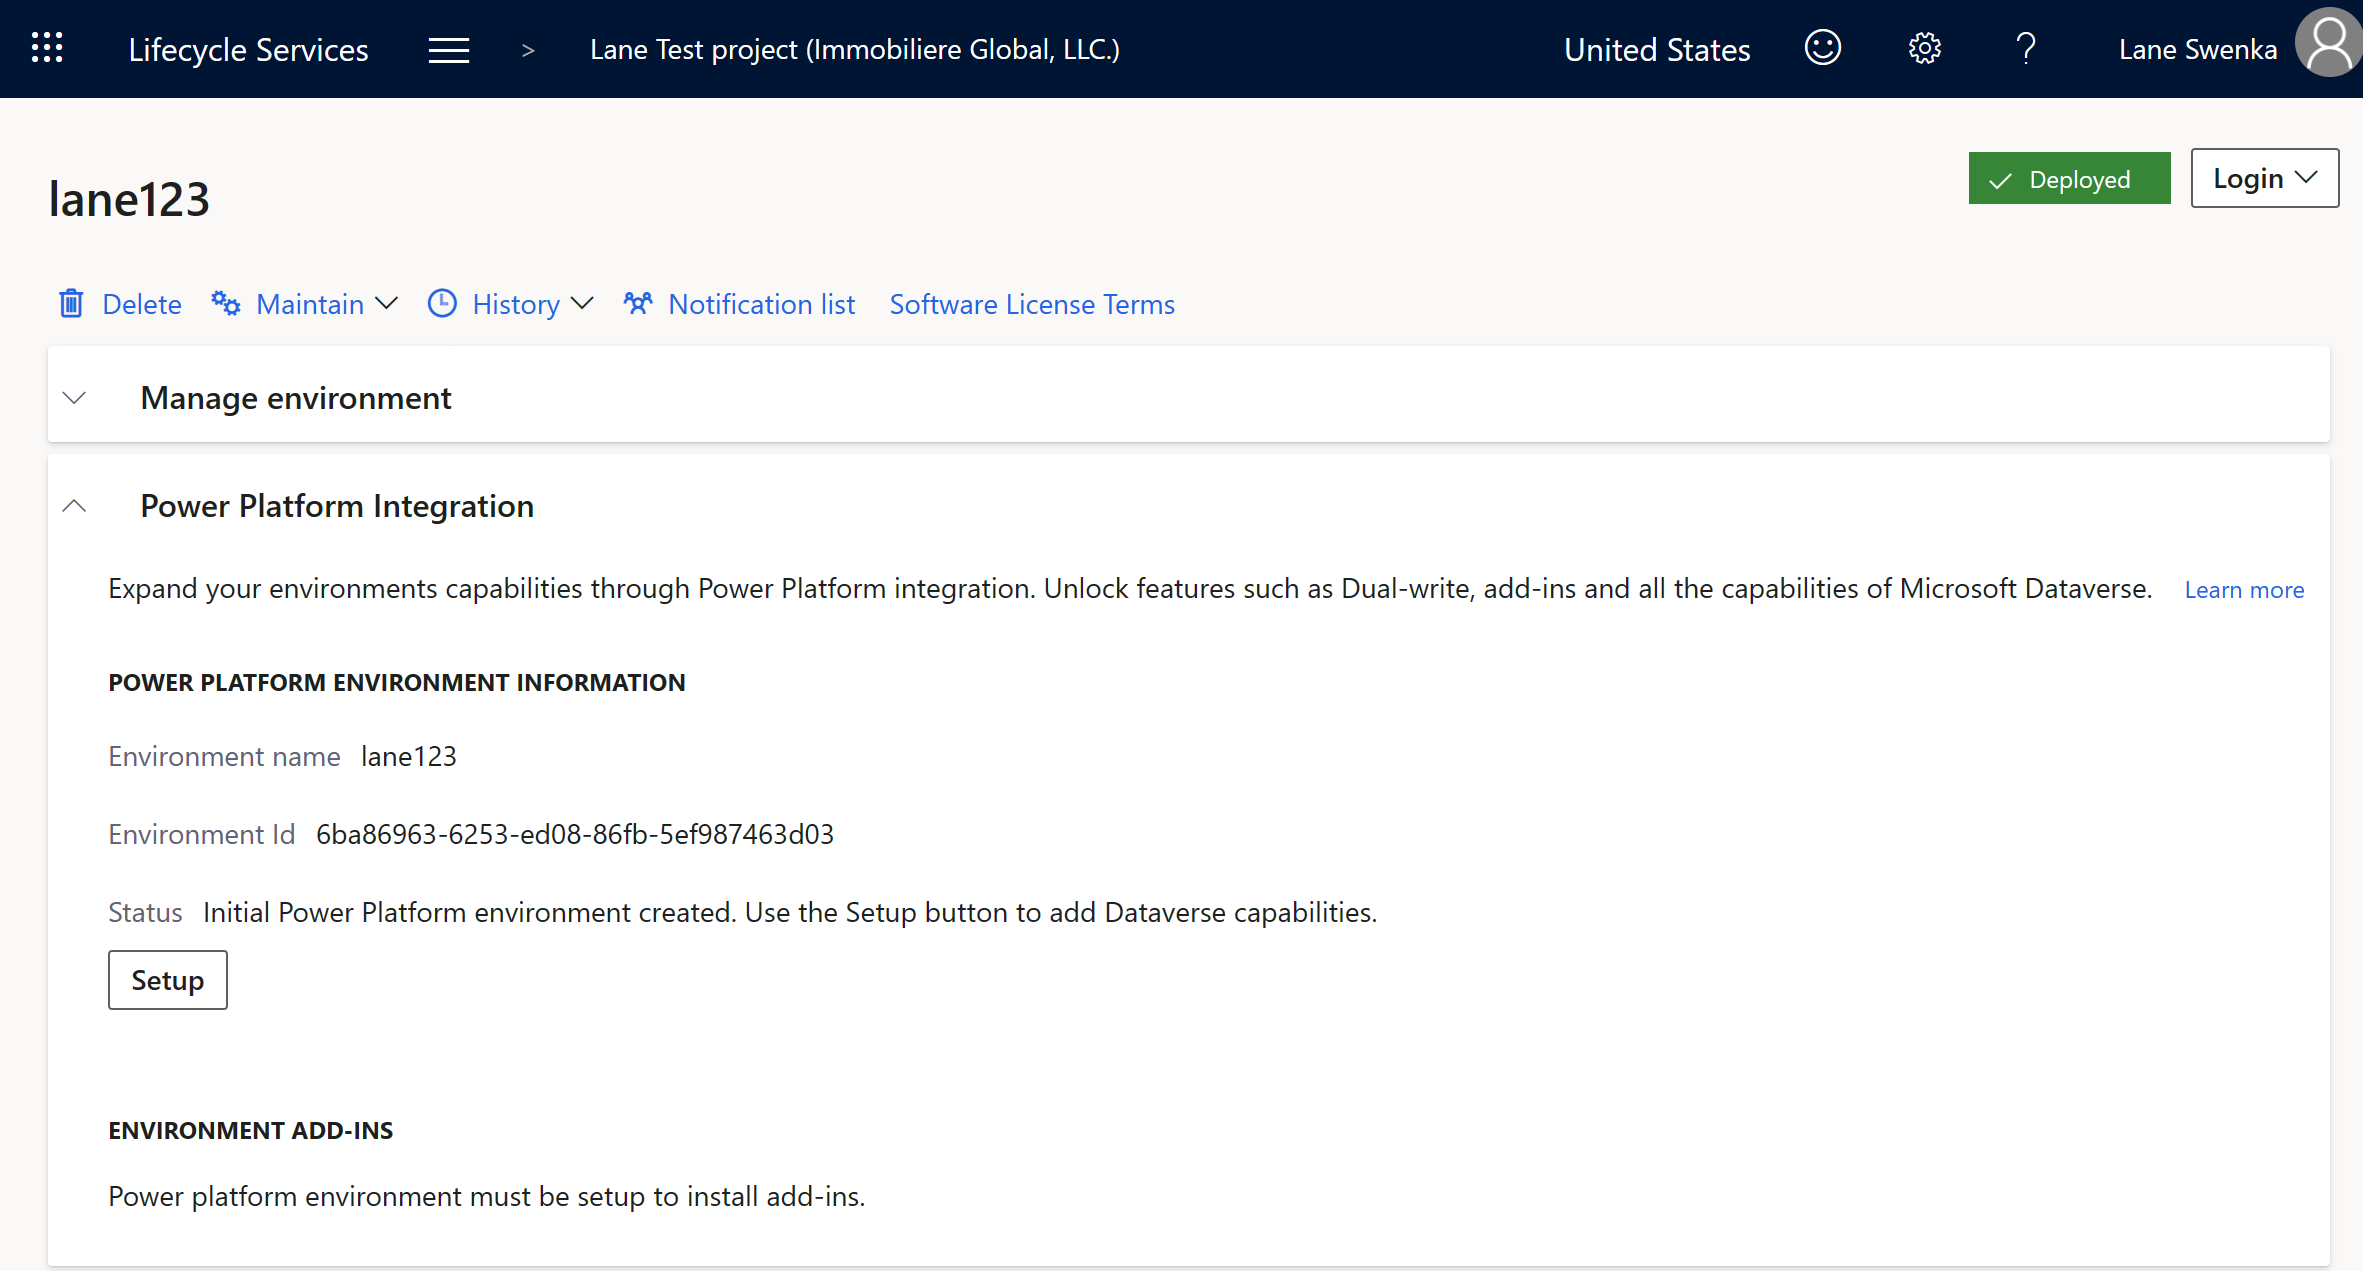 Lifecycle Services > Lane Test project (Immobiliere Global, LLC.) United States ? Lane Swenka
lane123
Deployed Login
Delete Maintain History Notification list Software License Terms
Manage environment
Power Platform Integration
Expand your environments capabilities through Power Platform integration. Unlock features such as Dual-write, add-ins and all the capabilities of Microsoft Dataverse. Learn more
POWER PLATFORM ENVIRONMENT INFORMATION
Environment name lane123
Environment Id 6ba86963-6253-ed08-86fb-5ef987463d03
Status Initial Power Platform environment created. Use the Setup button to add Dataverse capabilities.
Setup
ENVIRONMENT ADD-INS
Power platform environment must be setup to install add-ins.